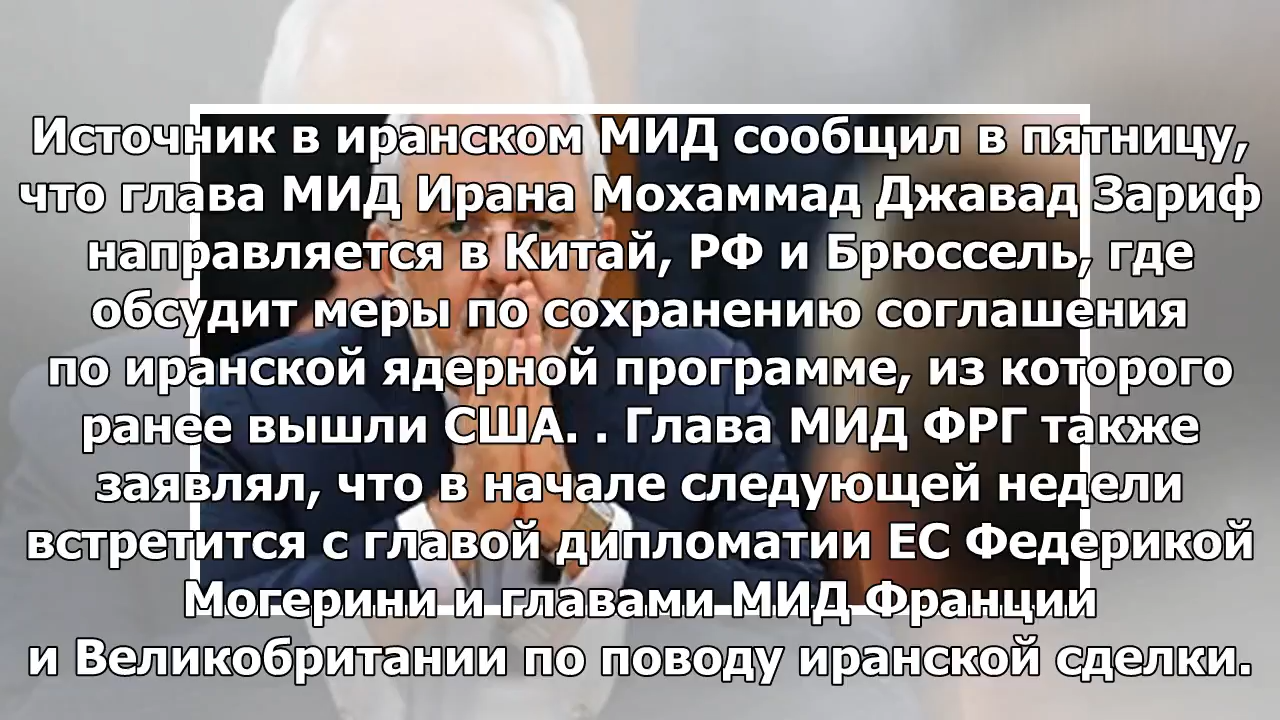 Источник в иранском МИД сообщил в пятницу,
что глава МИД Ирана Мохаммад Джавад Зариф
направляется в Китай, РФ и Брюссель, где
обсудит меры по сохранению соглашения
по иранской ядерной программе, из которого
ранее вышли США. . Глава МИД ФРГ также
заявлял, что в начале следующей недели
встретится с главой дипломатии ЕС Федерикой
Могерини и главами МИД Франции
и Великобритании по поводу иранской сделки.